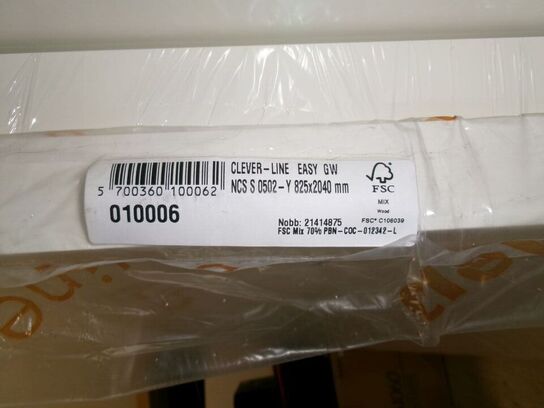 CLEVER-LINE EASY GW
NCS S 0502-Y 825x2040 mm
5 700360 100062
010006
FSC
MIX
Wood
FSC® C106039
Nobb: 21414875
FSC Mix 70% PBN-COC-012342-L
line